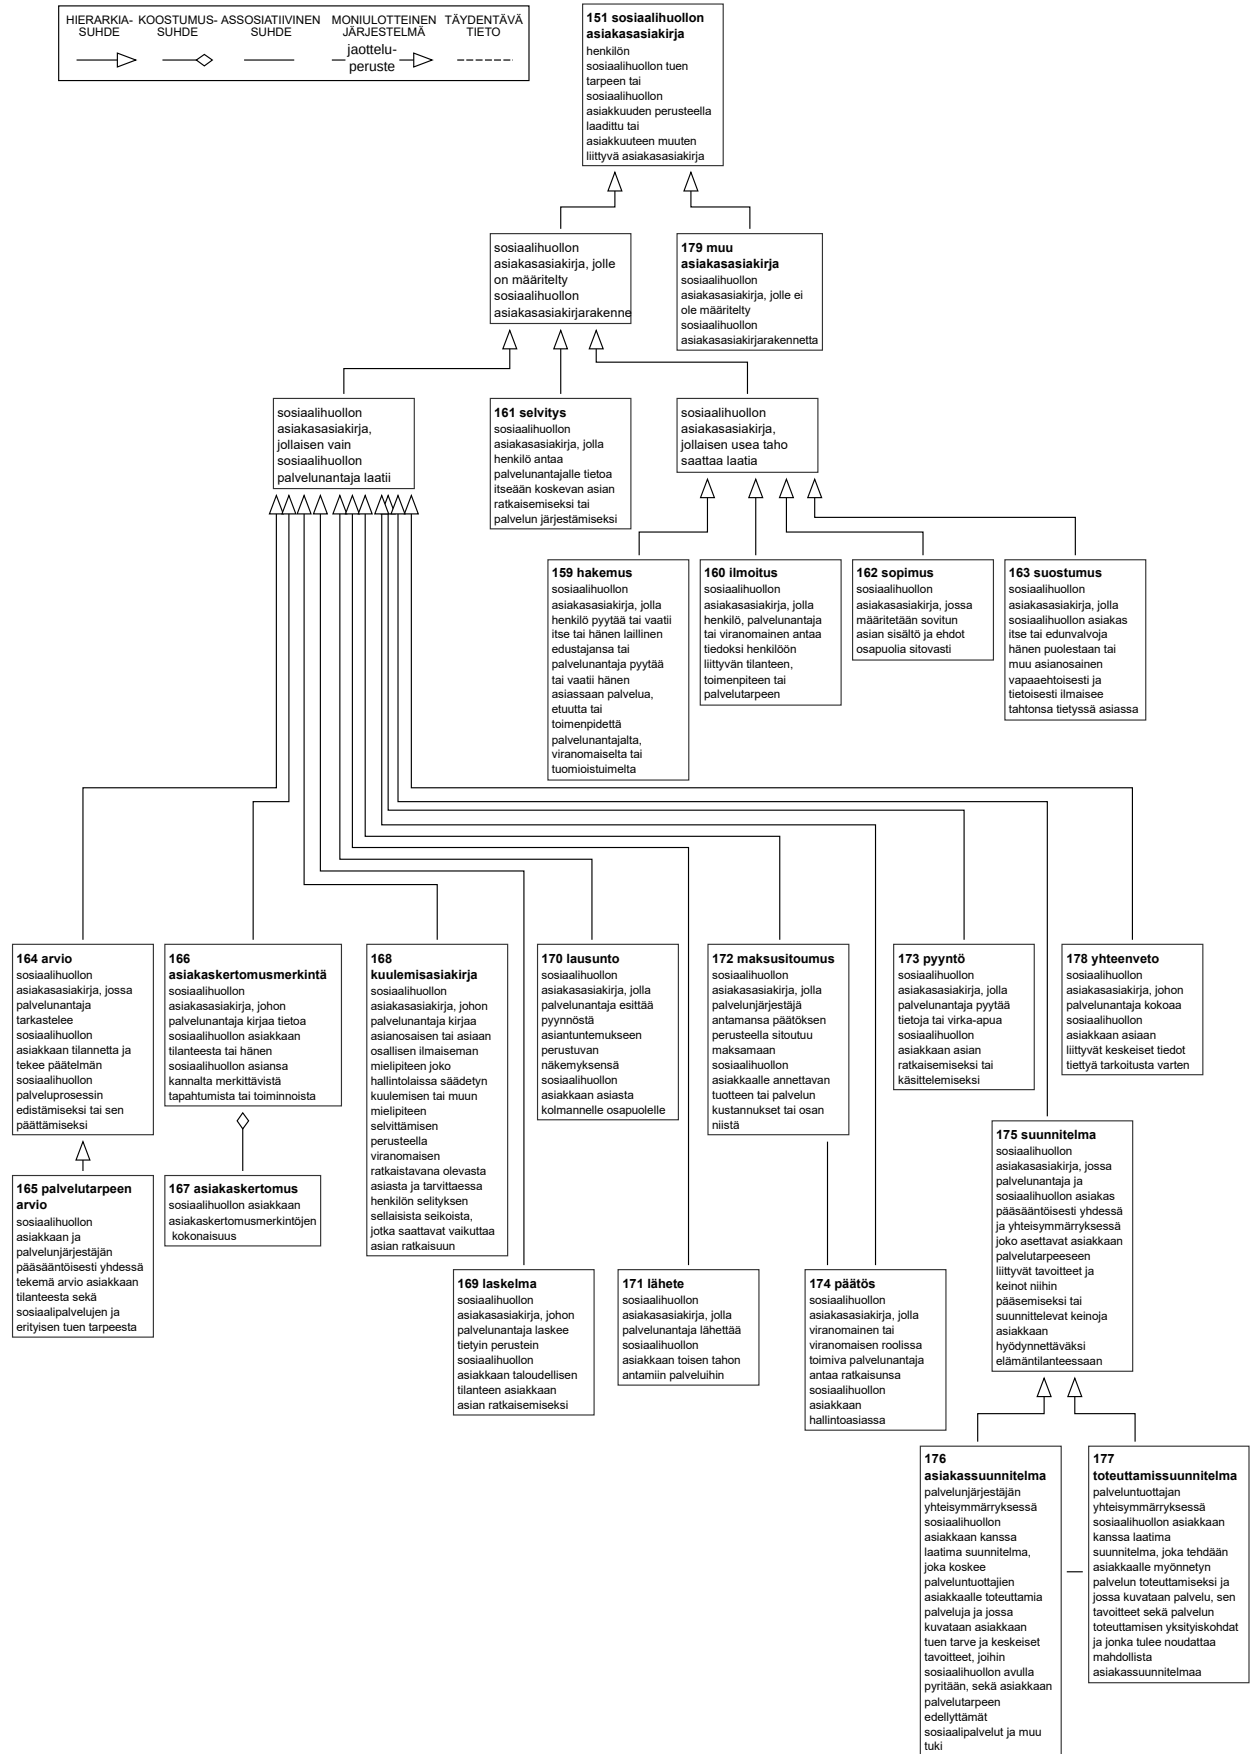 HIERARKIA-
SUHDE
KOOSTUMUS-
SUHDE
ASSOSIATIIVINEN
SUHDE
MONIULOTTEINEN
JÄRJESTELMÄ
TÄYDENTÄVÄ
TIETO
jaottelu-
peruste
151 sosiaalihuollon
asiakasasiakirja
henkilön
sosiaalihuollon tuen
tarpeen tai
sosiaalihuollon
asiakkuuden perusteella
laadittu tai
asiakkuuteen muuten
liittyvä asiakasasiakirja
sosiaalihuollon
asiakasasiakirja, jolle
on määritelty
sosiaalihuollon
asiakasasiakirjarakenne
179 muu
asiakasasiakirja
sosiaalihuollon
asiakasasiakirja, jolle ei
ole määritelty
sosiaalihuollon
asiakasasiakirjarakennetta
sosiaalihuollon
asiakasasiakirja,
jollaisen vain
sosiaalihuollon
palvelunantaja laatii
161 selvitys
sosiaalihuollon
asiakasasiakirja, jolla
henkilö antaa
palvelunantajalle tietoa
itseään koskevan asian
ratkaisemiseksi tai
palvelun järjestämiseksi
sosiaalihuollon
asiakasasiakirja,
jollaisen usea taho
saattaa laatia
159 hakemus
sosiaalihuollon
asiakasasiakirja, jolla
henkilö pyytää tai vaatii
itse tai hänen laillinen
edustajansa tai
palvelunantaja pyytää
tai vaatii hänen
asiassaan palvelua,
etuutta tai
toimenpidettä
palvelunantajalta,
viranomaiselta tai
tuomioistuimelta
160 ilmoitus
sosiaalihuollon
asiakasasiakirja, jolla
henkilö, palvelunantaja
tai viranomainen antaa
tiedoksi henkilöön
liittyvän tilanteen,
toimenpiteen tai
palvelutarpeen
162 sopimus
sosiaalihuollon
asiakasasiakirja, jossa
määritetään sovitun
asian sisältö ja ehdot
osapuolia sitovasti
163 suostumus
sosiaalihuollon
asiakasasiakirja, jolla
sosiaalihuollon asiakas
itse tai edunvalvoja
hänen puolestaan tai
muu asianosainen
vapaaehtoisesti ja
tietoisesti ilmaisee
tahtonsa tietyssä asiassa
164 arvio
sosiaalihuollon
asiakasasiakirja, jossa
palvelunantaja
tarkastelee
sosiaalihuollon
asiakkaan tilannetta ja
tekee päätelmän
sosiaalihuollon
palveluprosessin
edistämiseksi tai sen
päättämiseksi
166
asiakaskertomusmerkintä
sosiaalihuollon
asiakasasiakirja, johon
palvelunantaja kirjaa tietoa
sosiaalihuollon asiakkaan
tilanteesta tai hänen
sosiaalihuollon asiansa
kannalta merkittävistä
tapahtumista tai toiminnoista
168
kuulemisasiakirja
sosiaalihuollon
asiakasasiakirja, johon
palvelunantaja kirjaa
asianosaisen tai asiaan
osallisen ilmaiseman
mielipiteen joko
hallintolaissa säädetyn
kuulemisen tai muun
mielipiteen
selvittämisen
perusteella
viranomaisen
ratkaistavana olevasta
asiasta ja tarvittaessa
henkilön selityksen
sellaisista seikoista,
jotka saattavat vaikuttaa
asian ratkaisuun
170 lausunto
sosiaalihuollon
asiakasasiakirja, jolla
palvelunantaja esittää
pyynnöstä
asiantuntemukseen
perustuvan
näkemyksensä
sosiaalihuollon
asiakkaan asiasta
kolmannelle osapuolelle
172 maksusitoumus
sosiaalihuollon
asiakasasiakirja, jolla
palvelunjärjestäjä
antamansa päätöksen
perusteella sitoutuu
maksamaan
sosiaalihuollon
asiakkaalle annettavan
tuotteen tai palvelun
kustannukset tai osan
niistä
173 pyyntö
sosiaalihuollon
asiakasasiakirja, jolla
palvelunantaja pyytää
tietoja tai virka-apua
sosiaalihuollon
asiakkaan asian
ratkaisemiseksi tai
käsittelemiseksi
178 yhteenveto
sosiaalihuollon
asiakasasiakirja, johon
palvelunantaja kokoaa
sosiaalihuollon
asiakkaan asiaan
liittyvät keskeiset tiedot
tiettyä tarkoitusta varten
165 palvelutarpeen
arvio
sosiaalihuollon
asiakkaan ja
palvelunjärjestäjän
pääsääntöisesti yhdessä
tekemä arvio asiakkaan
tilanteesta sekä
sosiaalipalvelujen ja
erityisen tuen tarpeesta
167 asiakaskertomus
sosiaalihuollon asiakkaan
asiakaskertomusmerkintöjen
kokonaisuus
175 suunnitelma
sosiaalihuollon
asiakasasiakirja, jossa
palvelunantaja ja
sosiaalihuollon asiakas
pääsääntöisesti yhdessä
ja yhteisymmärryksessä
joko asettavat asiakkaan
palvelutarpeeseen
liittyvät tavoitteet ja
keinot niihin
pääsemiseksi tai
suunnittelevat keinoja
asiakkaan
hyödynnettäväksi
elämäntilanteessaan
169 laskelma
sosiaalihuollon
asiakasasiakirja, johon
palvelunantaja laskee
tietyin perustein
sosiaalihuollon
asiakkaan taloudellisen
tilanteen asiakkaan
asian ratkaisemiseksi
171 lähete
sosiaalihuollon
asiakasasiakirja, jolla
palvelunantaja lähettää
sosiaalihuollon
asiakkaan toisen tahon
antamiin palveluihin
174 päätös
sosiaalihuollon
asiakasasiakirja, jolla
viranomainen tai
viranomaisen roolissa
toimiva palvelunantaja
antaa ratkaisunsa
sosiaalihuollon
asiakkaan
hallintoasiassa
176
asiakassuunnitelma
palvelunjärjestäjän
yhteisymmärryksessä
sosiaalihuollon
asiakkaan kanssa
laatima suunnitelma,
joka koskee
palveluntuottajien
asiakkaalle toteuttamia
palveluja ja jossa
kuvataan asiakkaan
tuen tarve ja keskeiset
tavoitteet, joihin
sosiaalihuollon avulla
pyritään, sekä asiakkaan
palvelutarpeen
edellyttämät
sosiaalipalvelut ja muu
tuki
177
toteuttamissuunnitelma
palveluntuottajan
yhteisymmärryksessä
sosiaalihuollon asiakkaan
kanssa laatima
suunnitelma, joka tehdään
asiakkaalle myönnetyn
palvelun toteuttamiseksi ja
jossa kuvataan palvelu, sen
tavoitteet sekä palvelun
toteuttamisen yksityiskohdat
ja jonka tulee noudattaa
mahdollista
asiakassuunnitelmaa